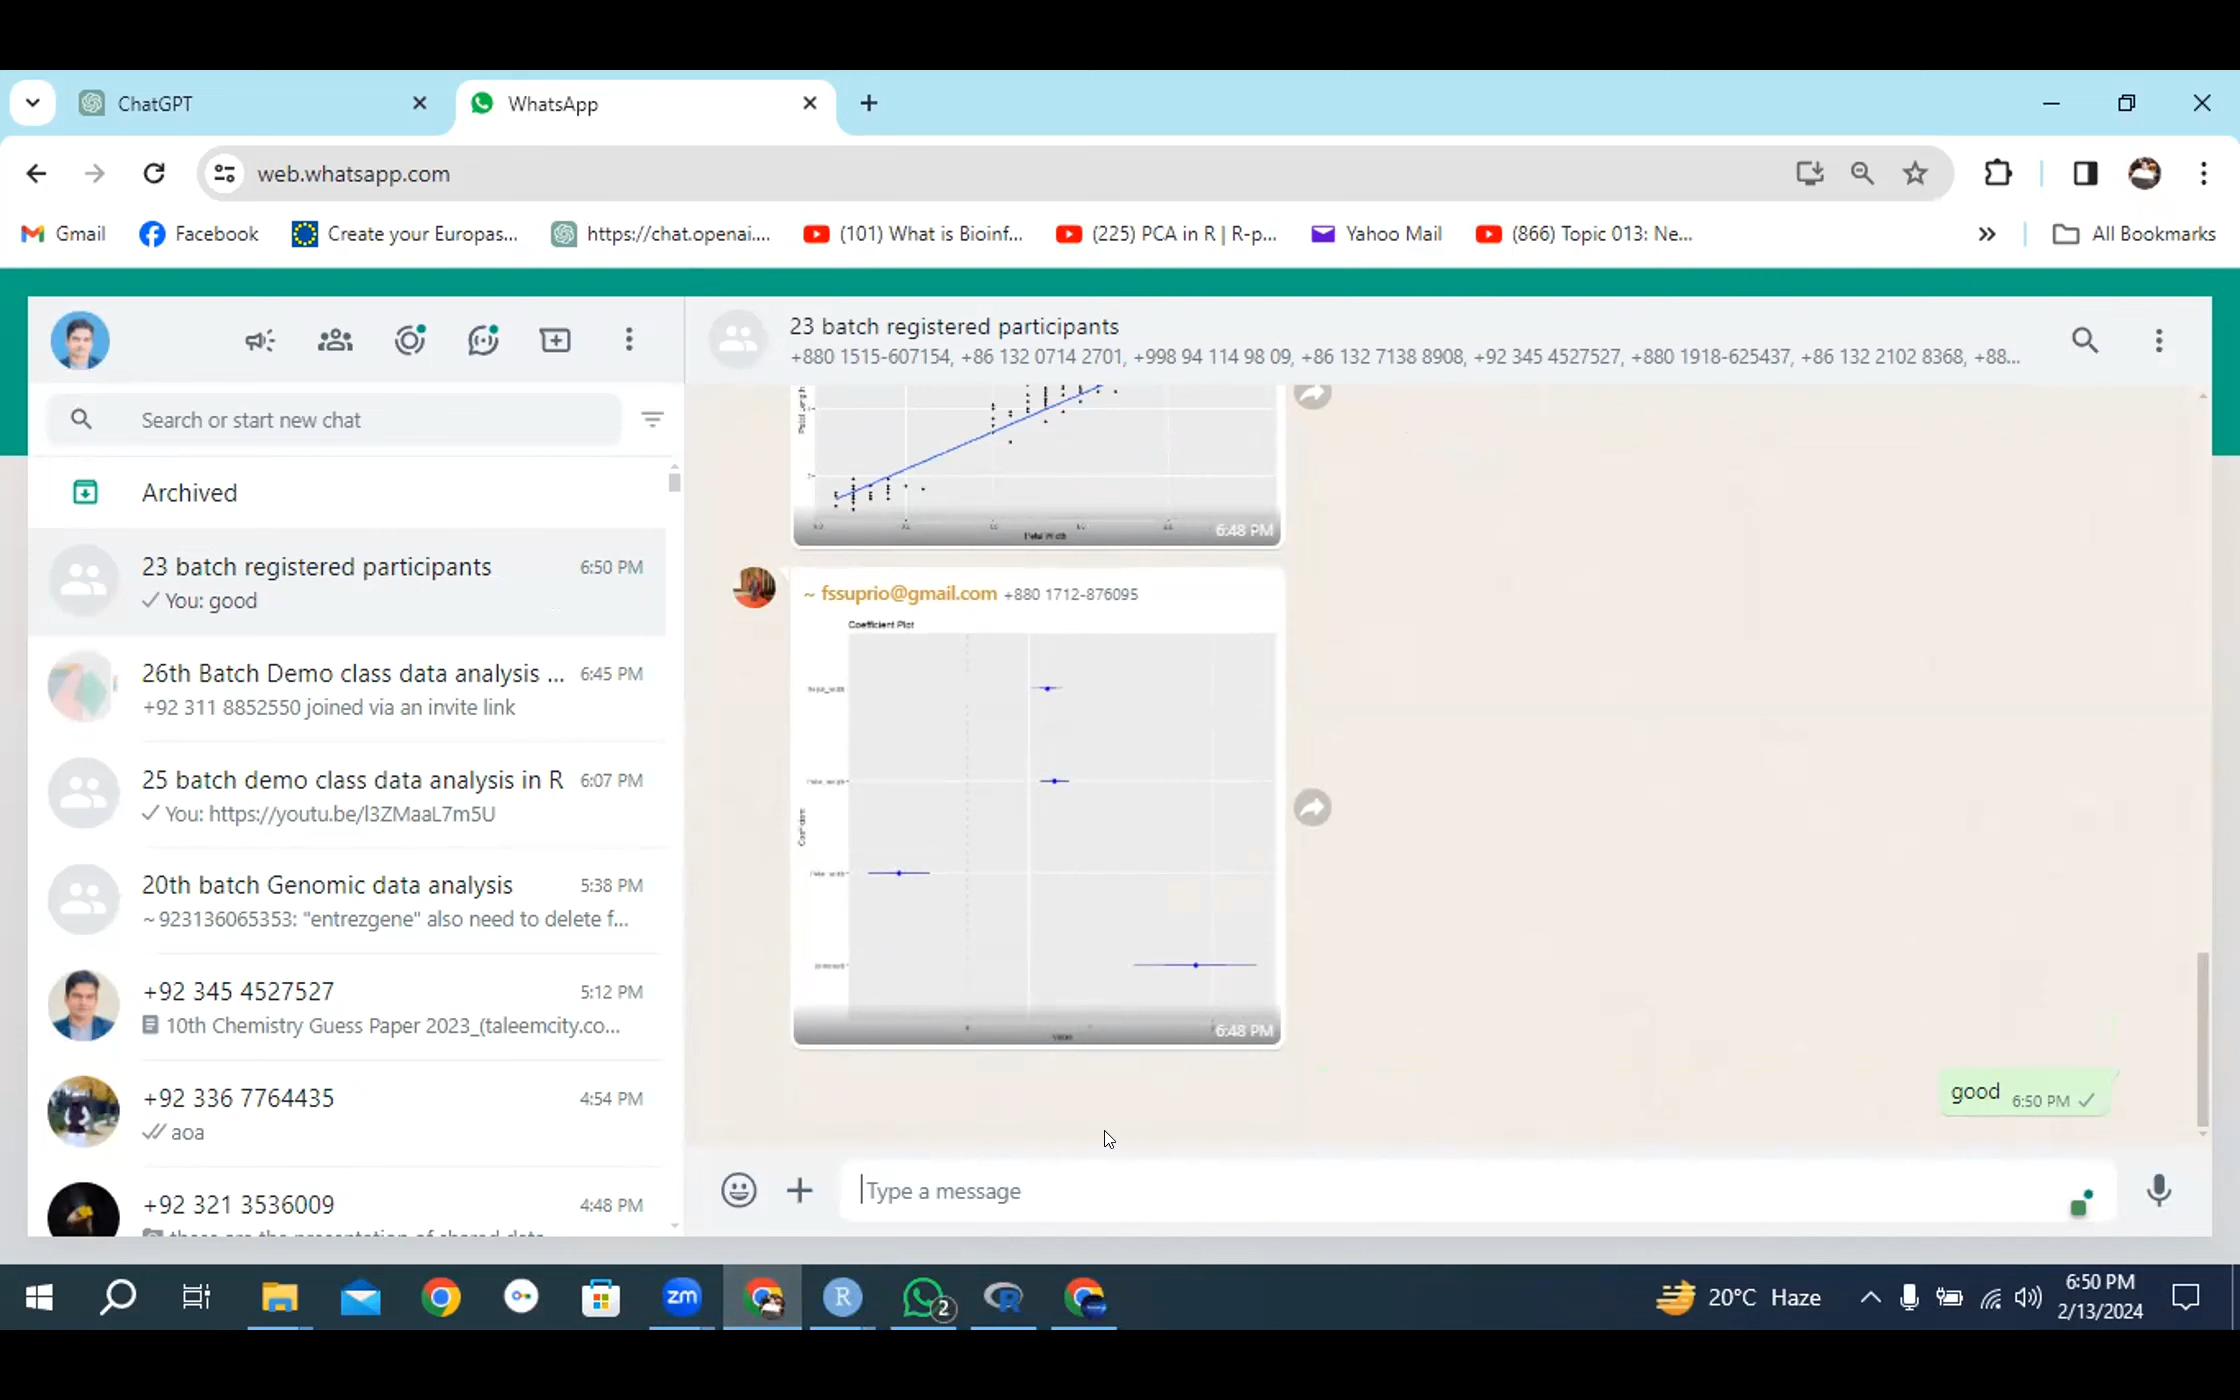 ChatGPT
WhatsApp
web.whatsapp.com
Gmail
Facebook
Create your Europas...
https://chat.openai....
(101) What is Bioinf...
(225) PCA in R | R-p...
Yahoo Mail
(866) Topic 013: Ne...
All Bookmarks
23 batch registered participants
+880 1515-607154, +86 132 0714 2701, +998 94 114 98 09, +86 132 7138 8908, +92 345 4527527, +880 1918-625437, +86 132 2102 8368, +88...
Search or start new chat
Archived
23 batch registered participants 6:50 PM
You: good
26th Batch Demo class data analysis ... 6:45 PM
+92 311 8852550 joined via an invite link
25 batch demo class data analysis in R 6:07 PM
You: https://youtu.be/l3ZMaaL7m5U
20th batch Genomic data analysis 5:38 PM
~ 923136065353: "entrezgene" also need to delete f...
+92 345 4527527 5:12 PM
10th Chemistry Guess Paper 2023_(taleemcity.co...
+92 336 7764435 4:54 PM
aoa
+92 321 3536009 4:48 PM
Petal Length
Petal Width
6:48 PM
~ fssuprio@gmail.com +880 1712-876095
Coefficient Plot
Coefficient
Value
6:48 PM
good 6:50 PM
Type a message
zm
R
2
R
20°C Haze
6:50 PM
2/13/2024